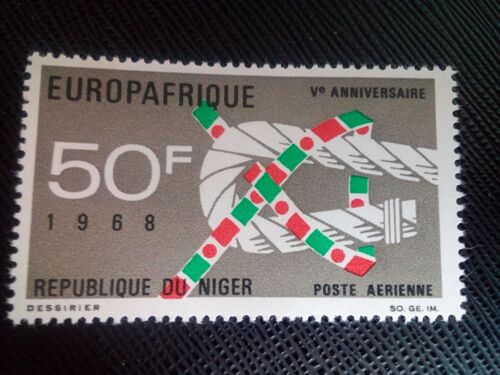 EUROPAFRIQUE
Ve ANNIVERSAIRE
50F
1968
REPUBLIQUE DU NIGER
POSTE AERIENNE
DESSIRIER
SO. GE. IM.